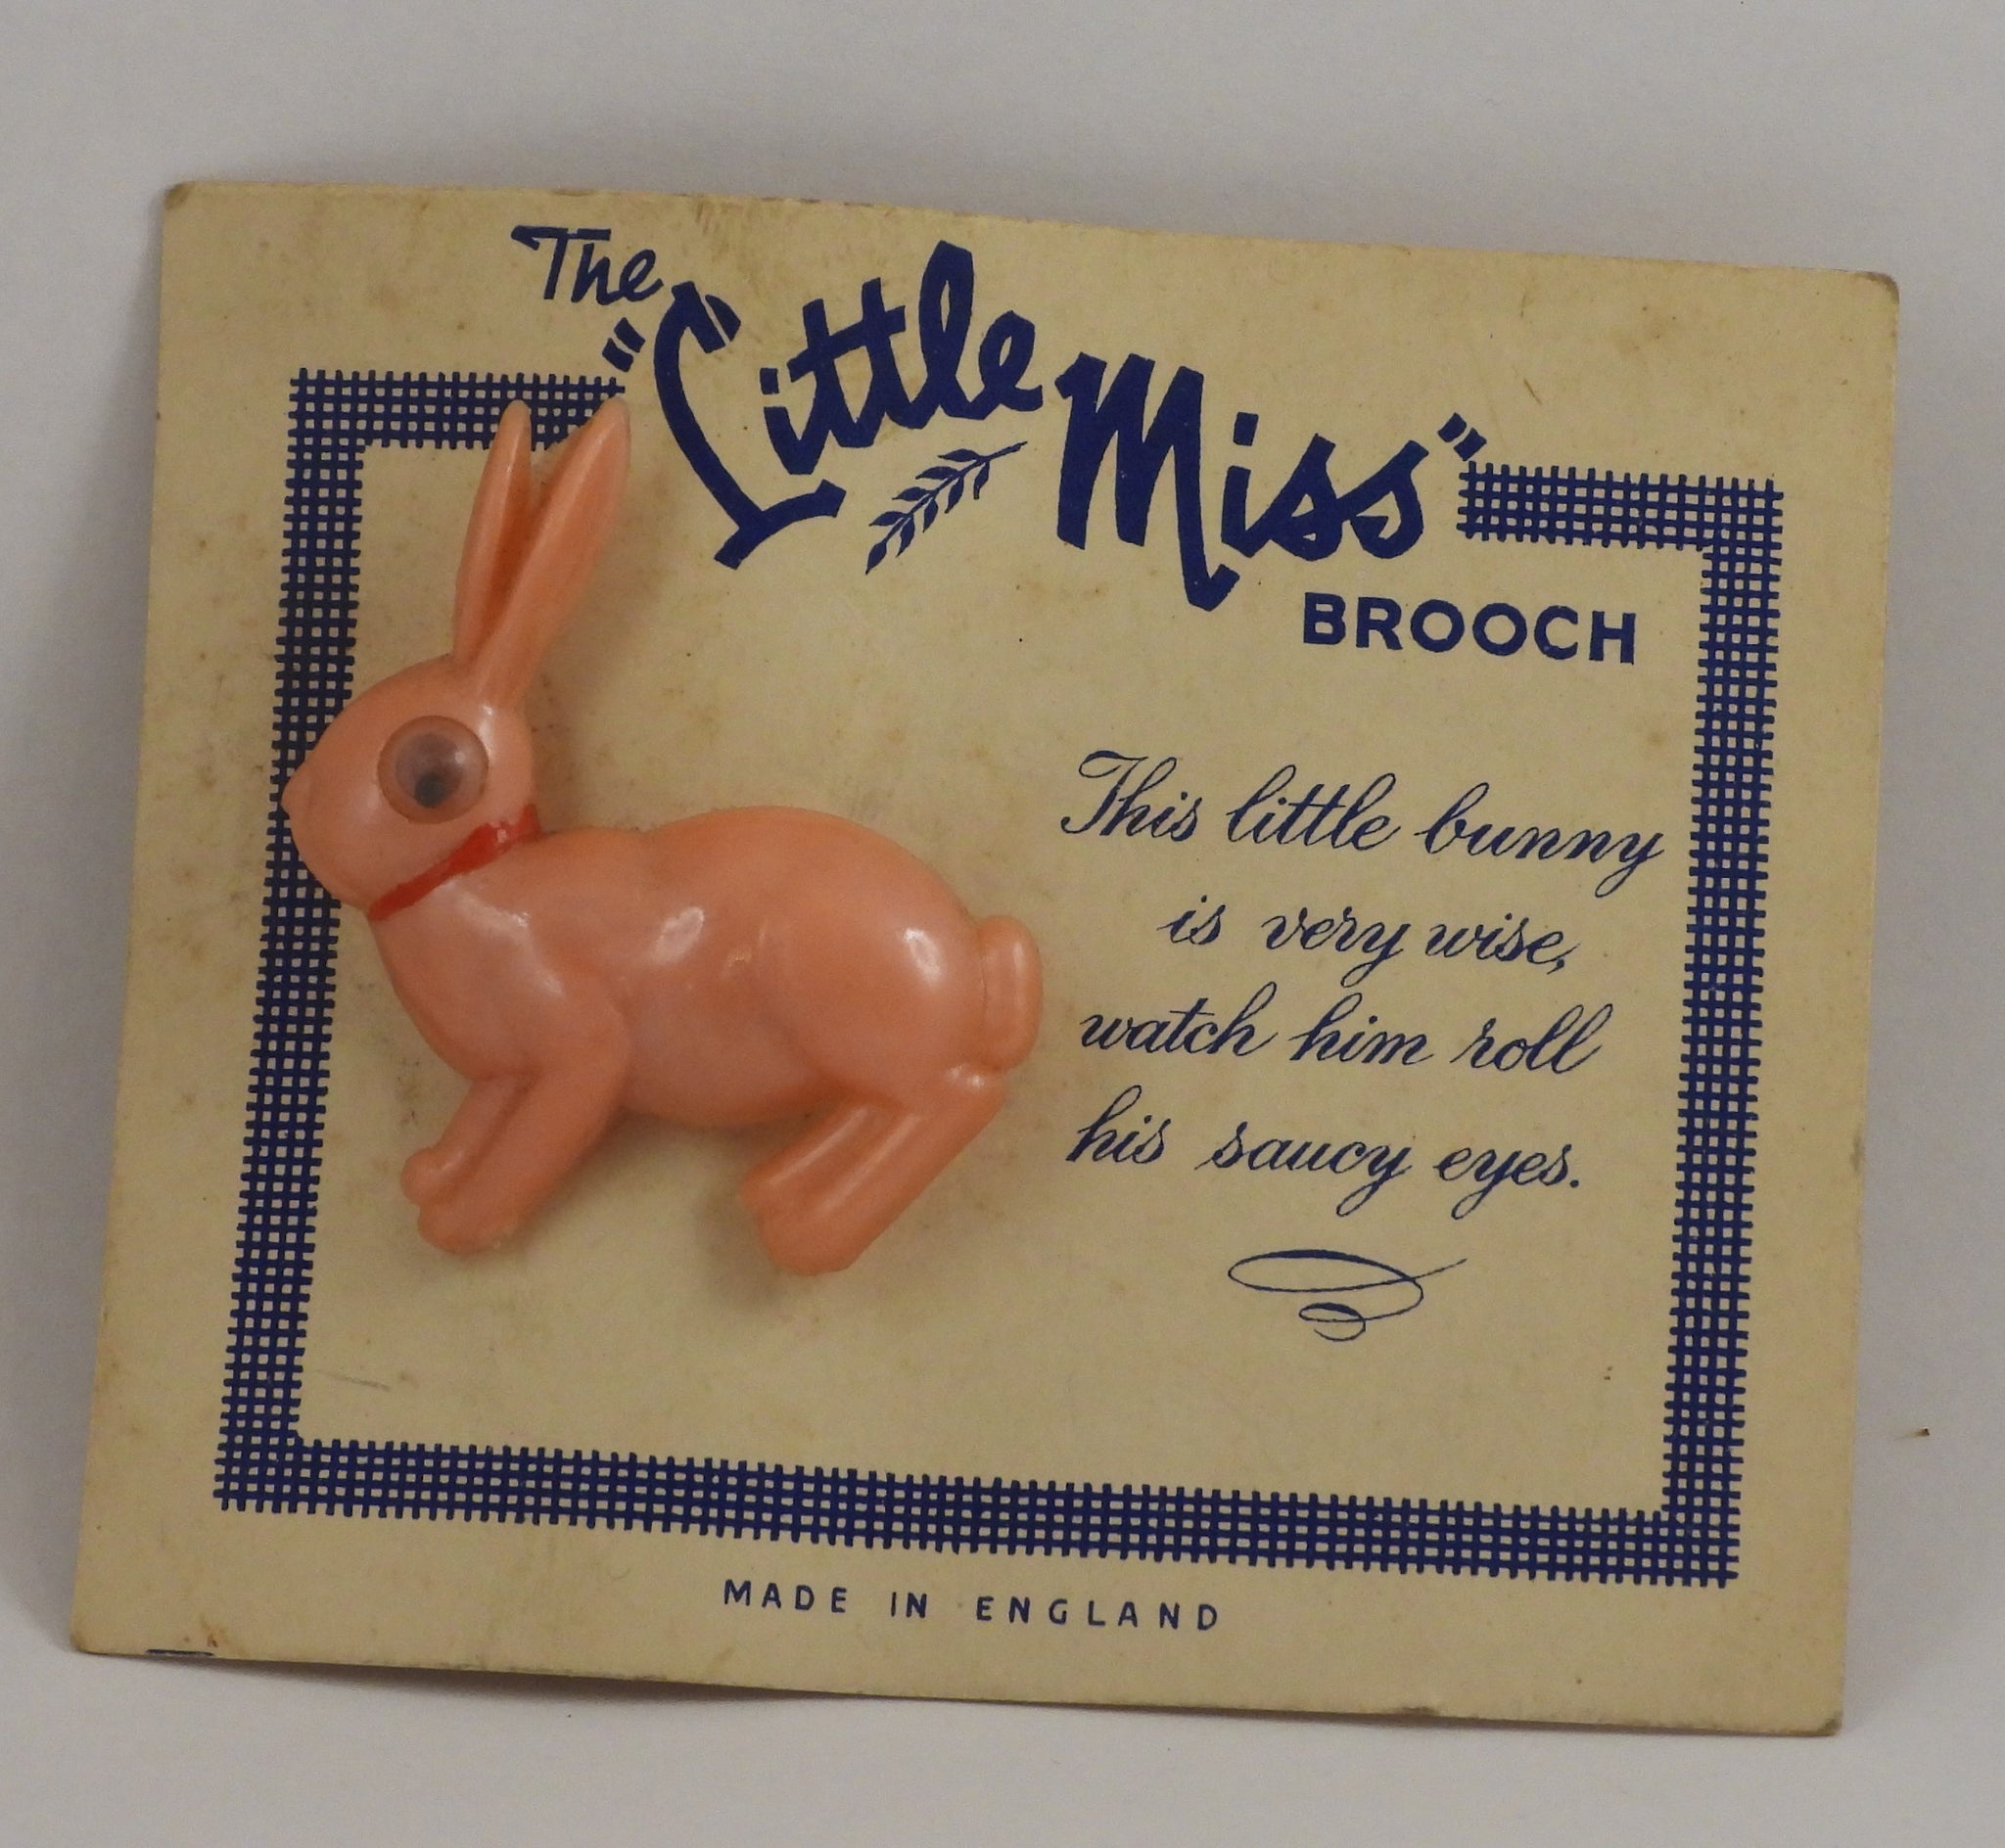 The
"Little Miss"
BROOCH
This little bunny
is very wise,
watch him roll
his saucy eyes.
MADE IN ENGLAND